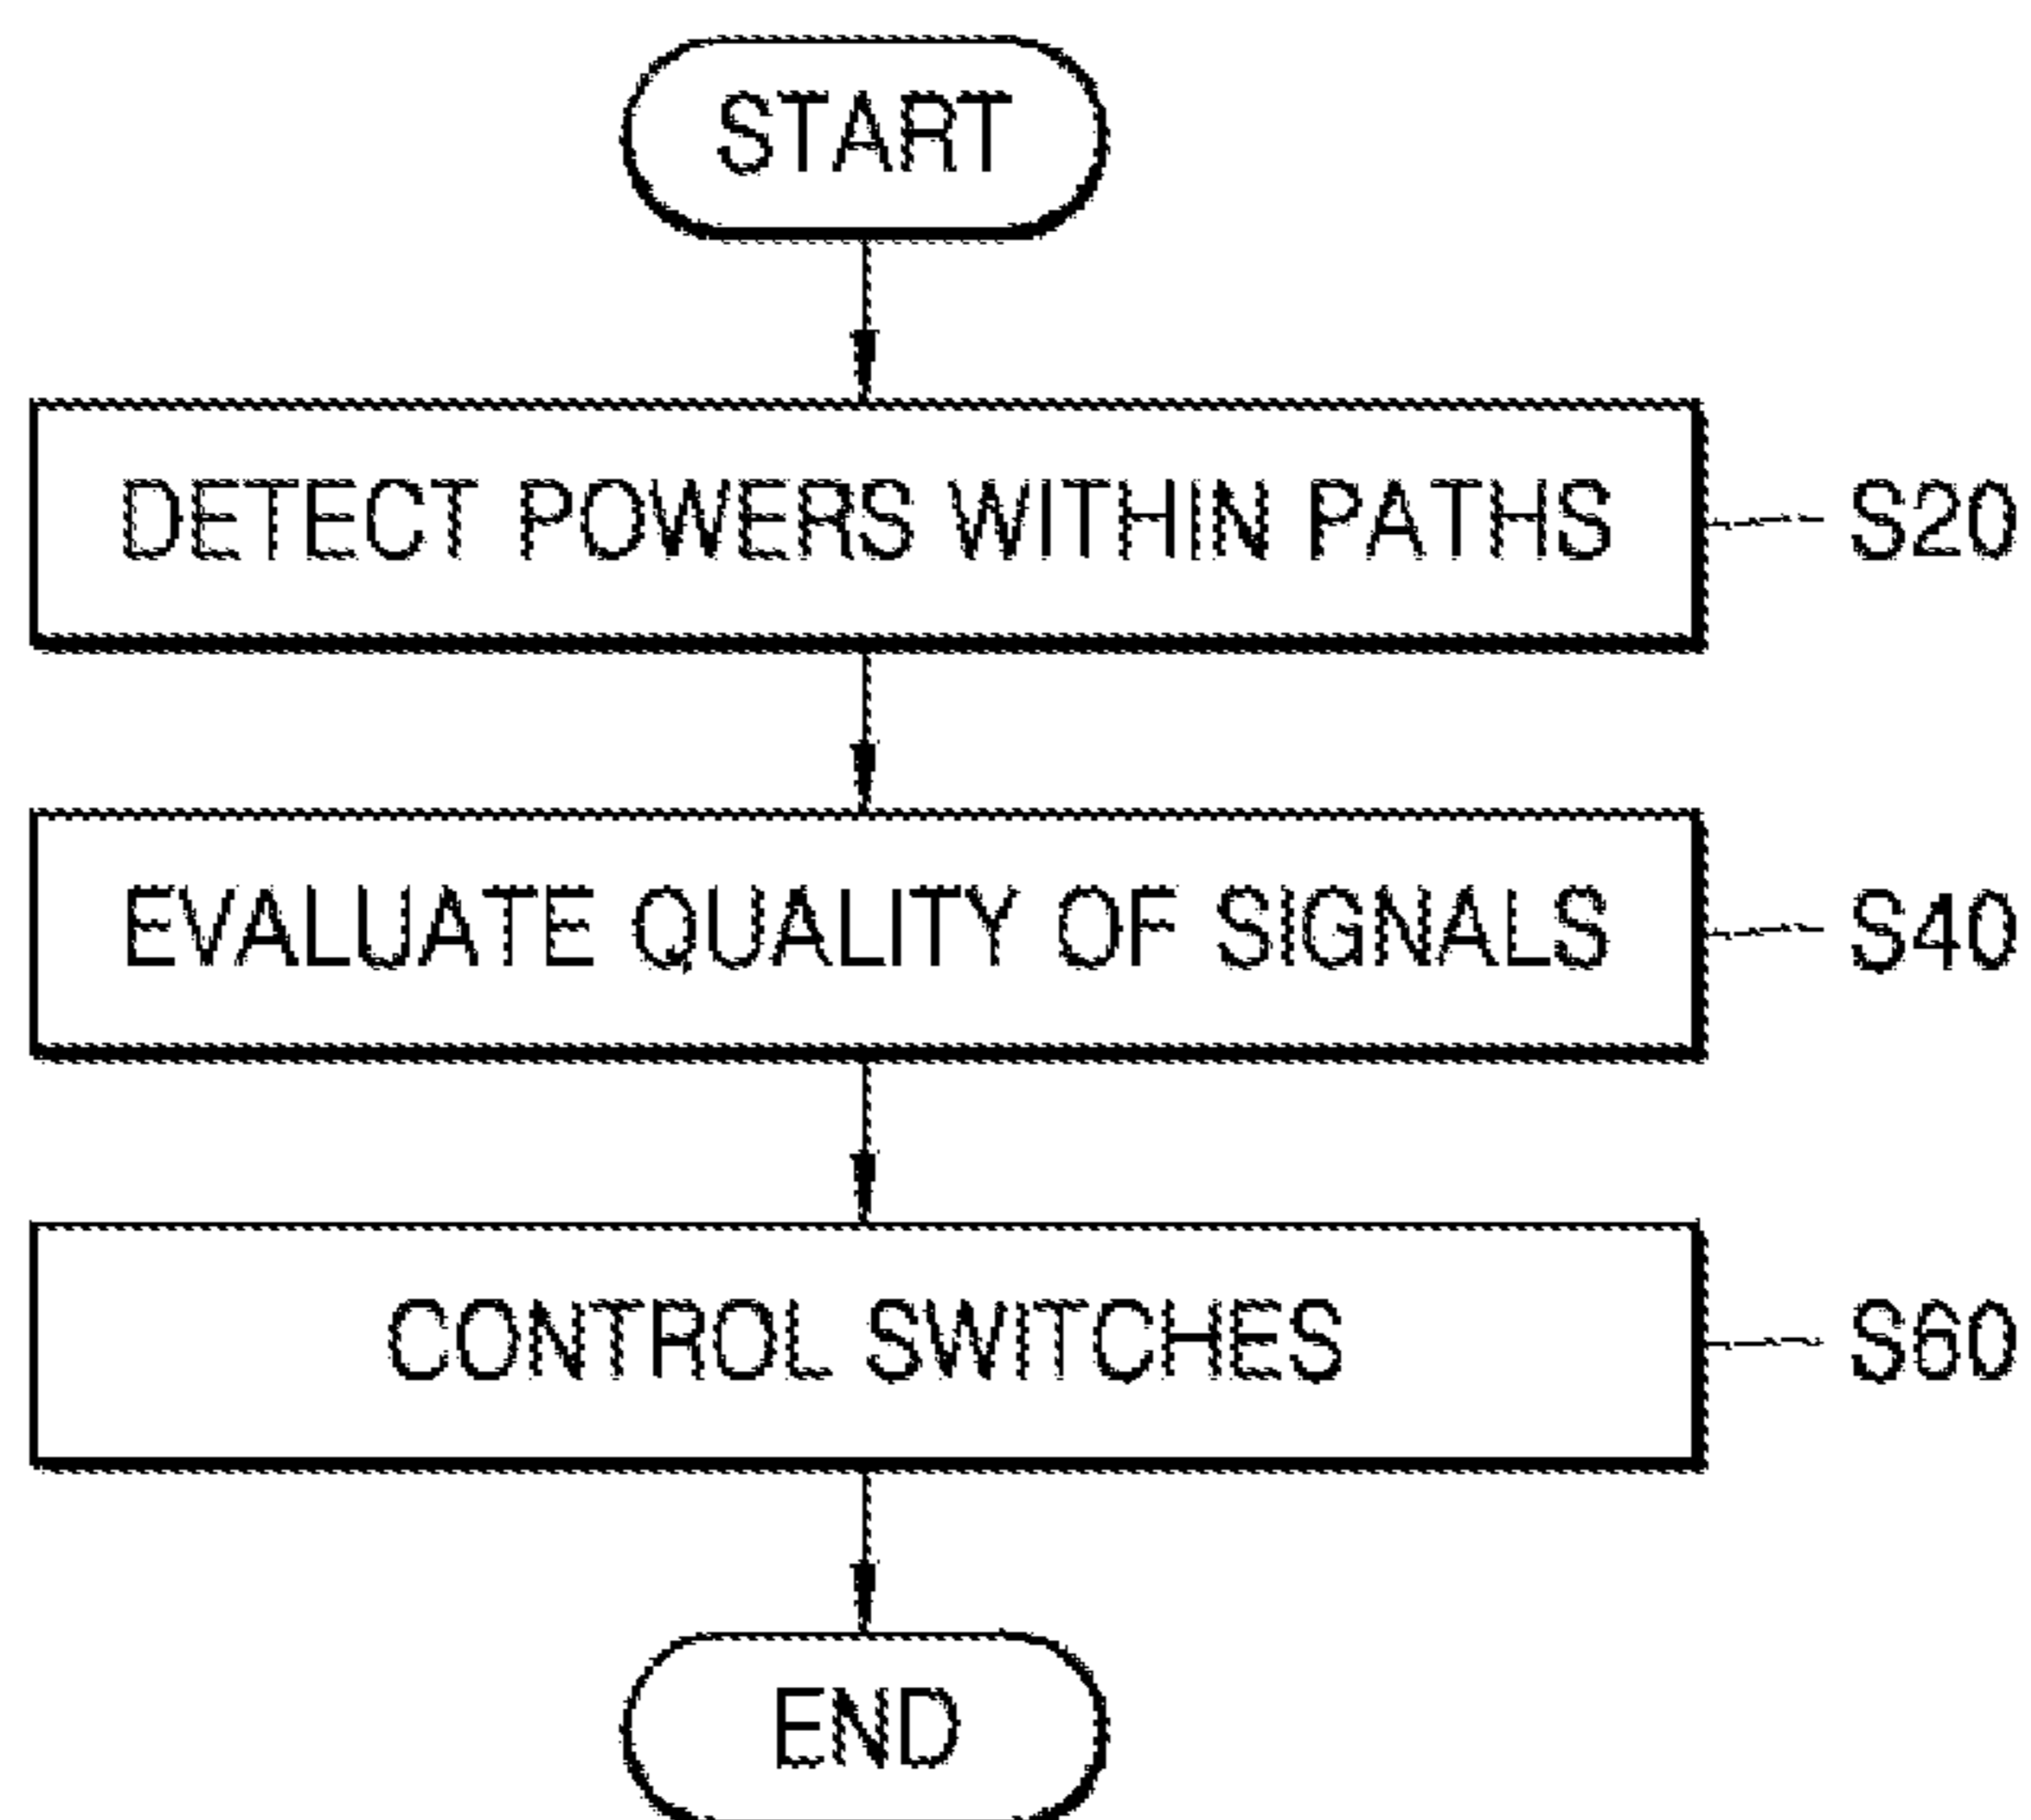 START
DETECT POWERS WITHIN PATHS
S20
EVALUATE QUALITY OF SIGNALS
S40
CONTROL SWITCHES
S60
END